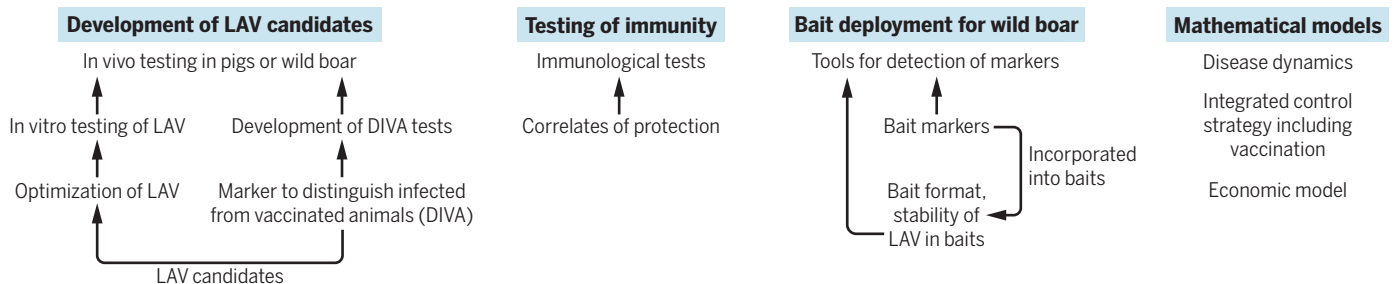 Development of LAV candidates
In vivo testing in pigs or wild boar
In vitro testing of LAV
Development of DIVA tests
Optimization of LAV
Marker to distinguish infected
from vaccinated animals (DIVA)
LAV candidates
Testing of immunity
Immunological tests
Correlates of protection
Bait deployment for wild boar
Tools for detection of markers
Bait markers
Incorporated
into baits
Bait format,
stability of
LAV in baits
Mathematical models
Disease dynamics
Integrated control
strategy including
vaccination
Economic model